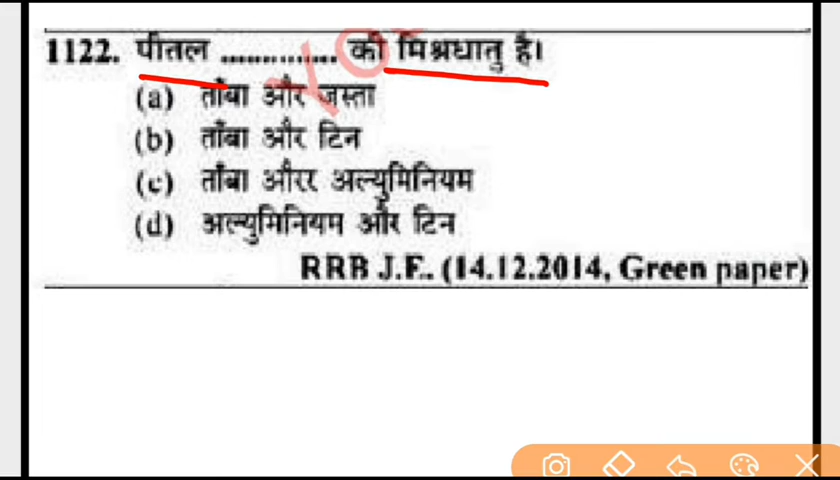 1122. पीतल .............. की मिश्रधातु है।
(a) ताँबा और जस्ता
(b) ताँबा और टिन
(c) ताँबा औरर अल्युमिनियम
(d) अल्युमिनियम और टिन
RRB J.E. (14.12.2014, Green paper)